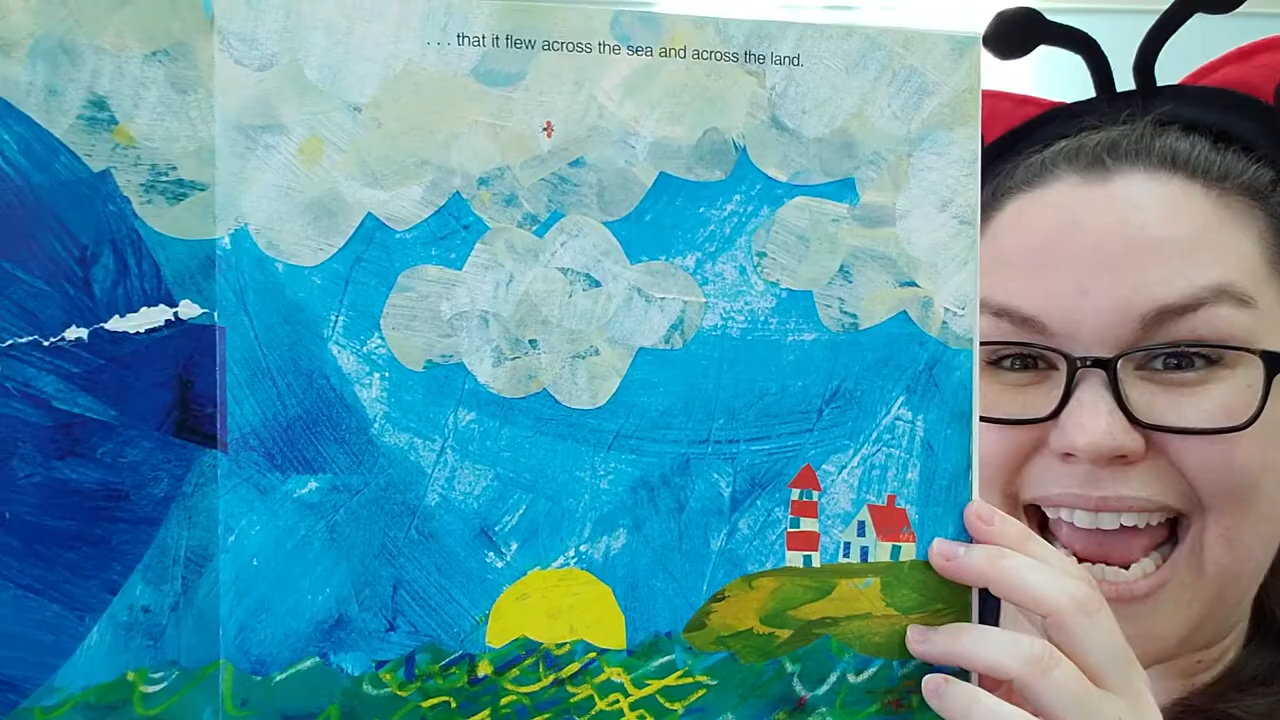 . . . that it flew across the sea and across the land.